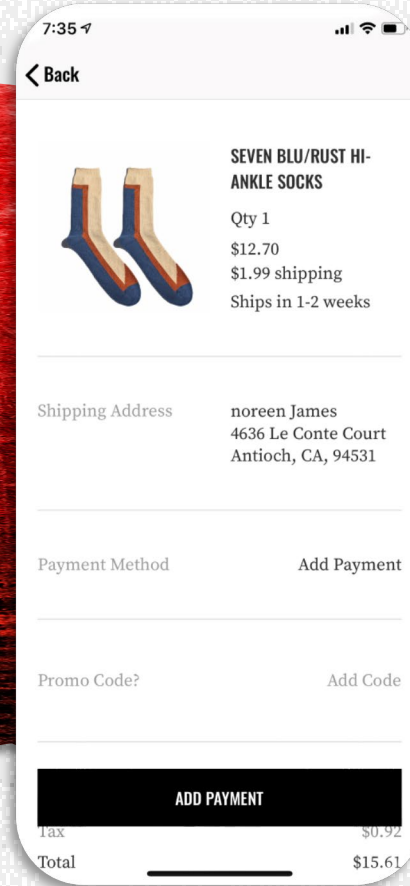 7:35
Back
SEVEN BLU/RUST HI-
ANKLE SOCKS
Qty 1
$12.70
$1.99 shipping
Ships in 1-2 weeks
Shipping Address
noreen James
4636 Le Conte Court
Antioch, CA, 94531
Payment Method
Add Payment
Promo Code?
Add Code
ADD PAYMENT
Tax $0.92
Total $15.61